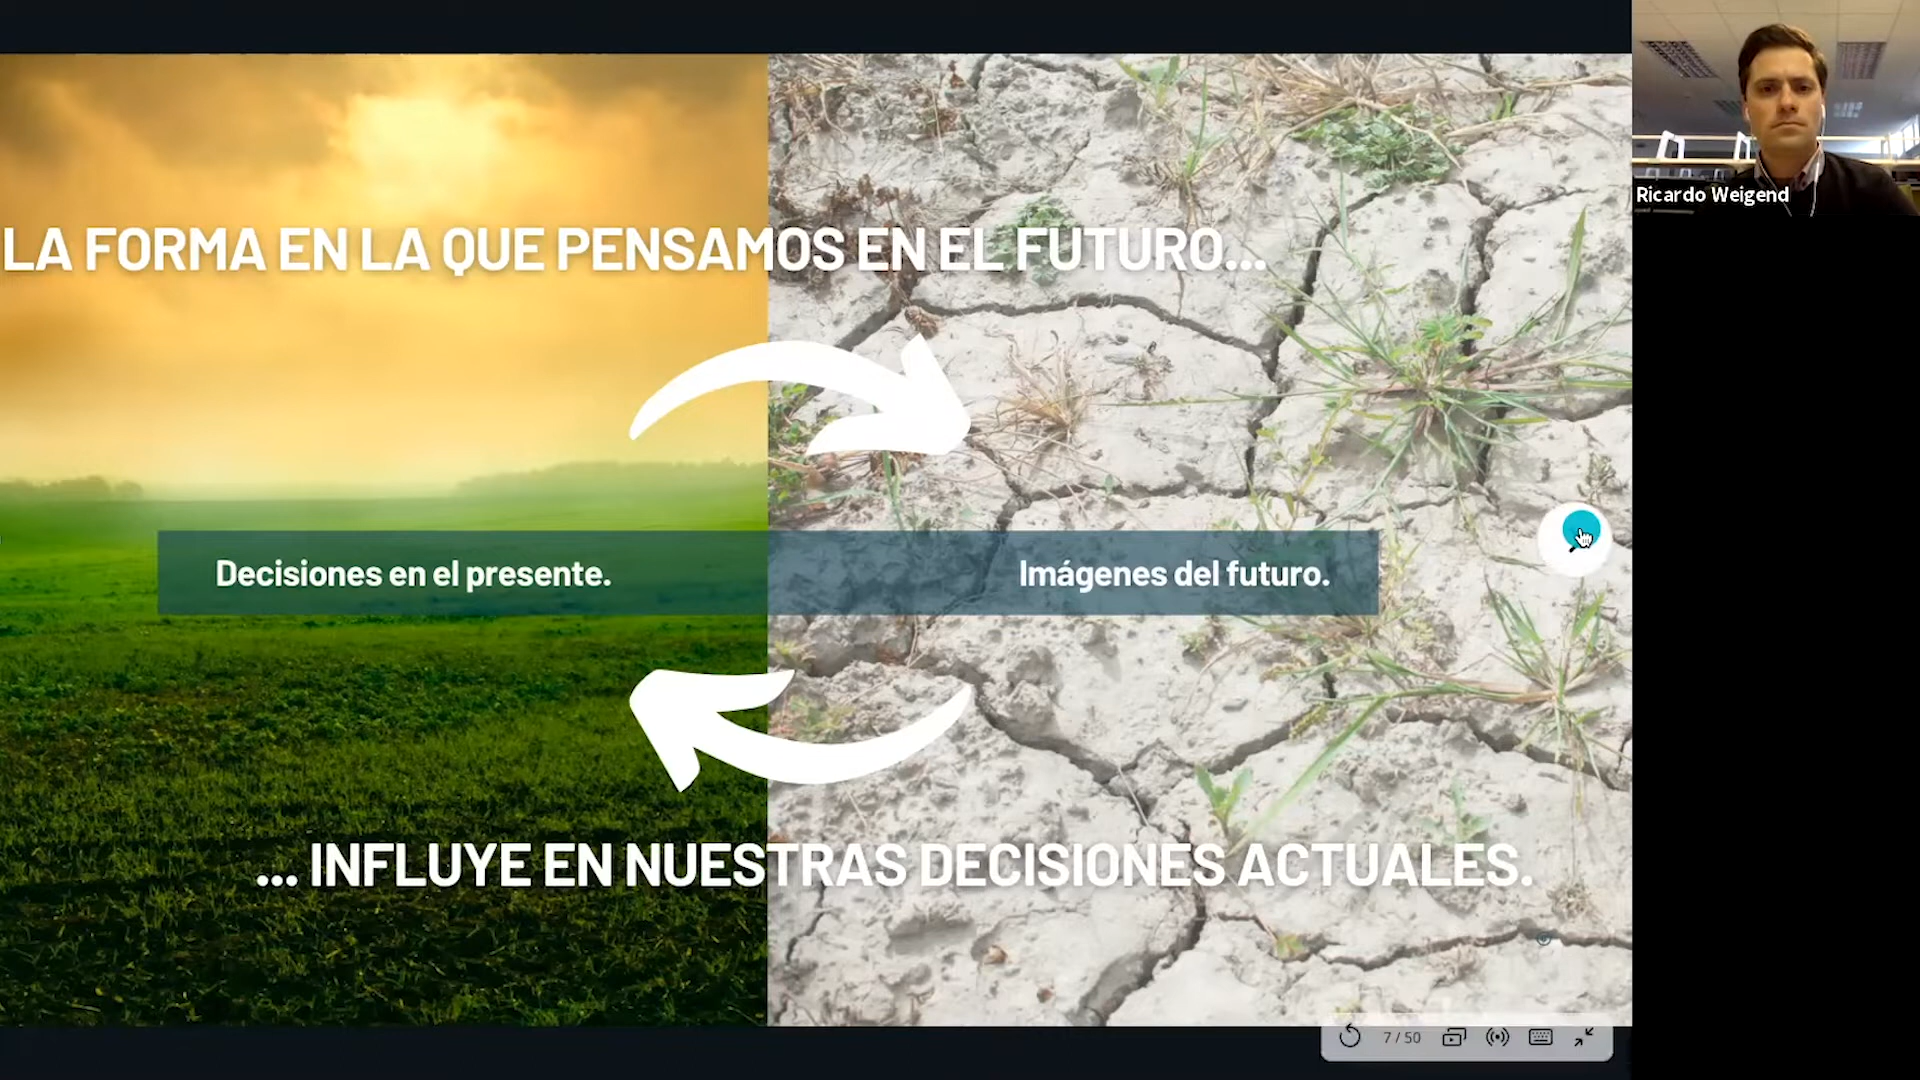 LA FORMA EN LA QUE PENSAMOS EN EL FUTURO...
Ricardo Weigend
Decisiones en el presente.
Imágenes del futuro.
... INFLUYE EN NUESTRAS DECISIONES ACTUALES.
7 / 50